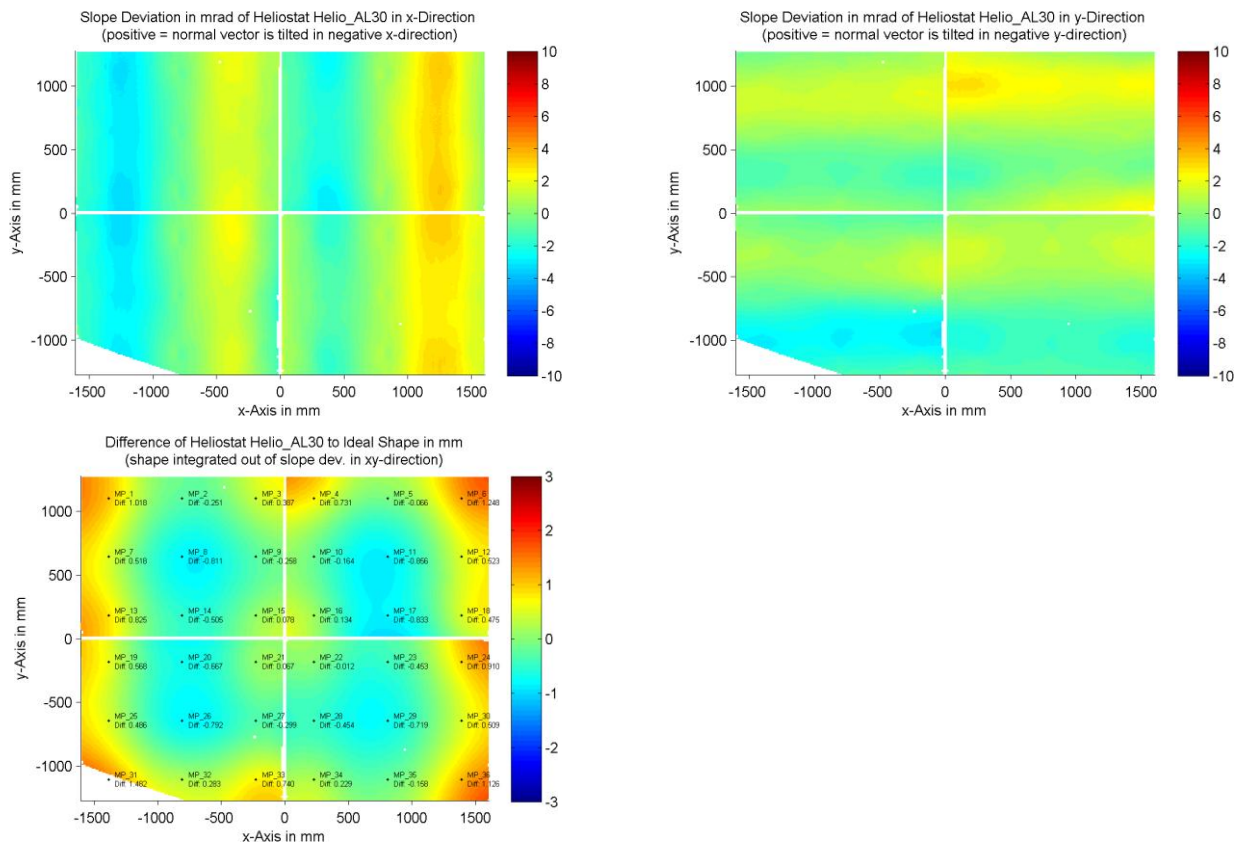 Slope Deviation in mrad of Heliostat Helio_AL30 in x-Direction
(positive = normal vector is tilted in negative x-direction)
1000
500
0
-500
-1000
y-Axis in mm
-1500 -1000 -500 0 500 1000 1500
x-Axis in mm
10
8
6
4
2
0
-2
-4
-6
-8
-10
Slope Deviation in mrad of Heliostat Helio_AL30 in y-Direction
(positive = normal vector is tilted in negative y-direction)
1000
500
0
-500
-1000
y-Axis in mm
-1500 -1000 -500 0 500 1000 1500
x-Axis in mm
10
8
6
4
2
0
-2
-4
-6
-8
-10
Difference of Heliostat Helio_AL30 to Ideal Shape in mm
(shape integrated out of slope dev. in xy-direction)
1000
500
0
-500
-1000
y-Axis in mm
MP_1 MP_2 MP_3 MP_4 MP_5 MP_6
Diff: 1.018 Diff: -0.251 Diff: 0.387 Diff: 0.731 Diff: -0.066 Diff: 1.248
MP_7 MP_8 MP_9 MP_10 MP_11 MP_12
Diff: 0.518 Diff: -0.811 Diff: -0.258 Diff: -0.164 Diff: -0.856 Diff: 0.523
MP_13 MP_14 MP_15 MP_16 MP_17 MP_18
Diff: 0.825 Diff: -0.505 Diff: 0.078 Diff: 0.134 Diff: -0.833 Diff: 0.475
MP_19 MP_20 MP_21 MP_22 MP_23 MP_24
Diff: 0.568 Diff: -0.667 Diff: 0.067 Diff: -0.012 Diff: -0.453 Diff: 0.910
MP_25 MP_26 MP_27 MP_28 MP_29 MP_30
Diff: 0.486 Diff: -0.792 Diff: -0.299 Diff: -0.454 Diff: -0.719 Diff: 0.509
MP_31 MP_32 MP_33 MP_34 MP_35 MP_36
Diff: 1.482 Diff: 0.283 Diff: 0.740 Diff: 0.229 Diff: -0.158 Diff: 1.126
-1500 -1000 -500 0 500 1000 1500
x-Axis in mm
3
2
1
0
-1
-2
-3